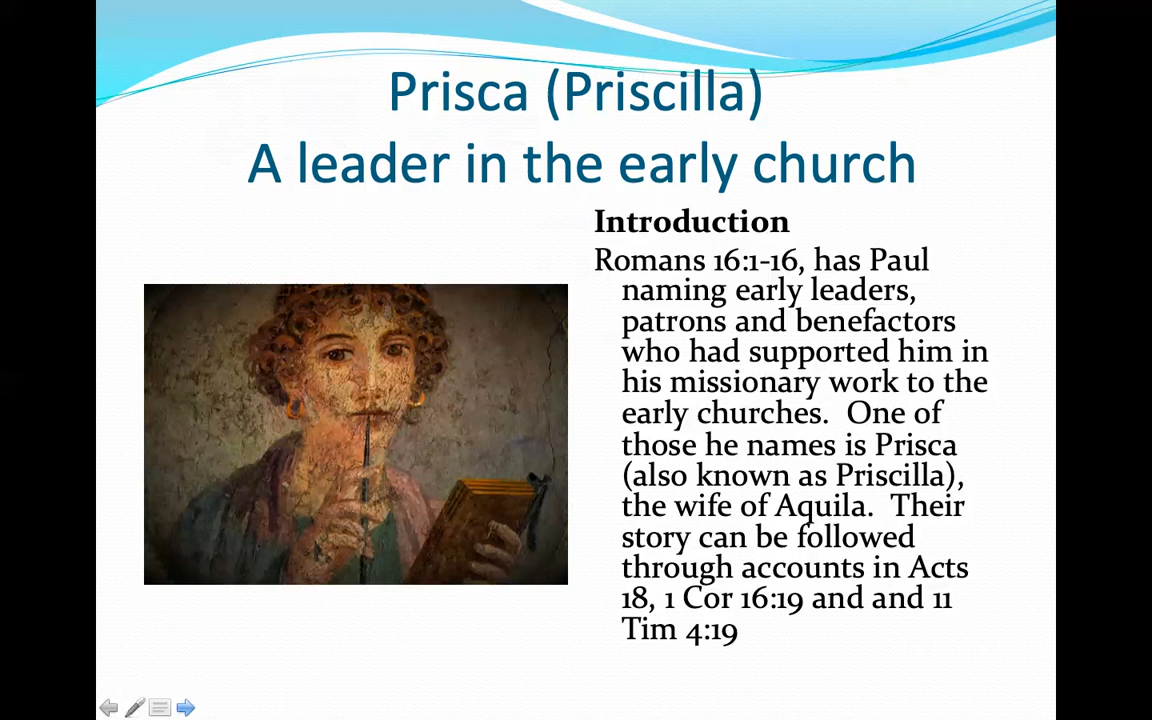 Prisca (Priscilla)
A leader in the early church
Introduction
Romans 16:1-16, has Paul
naming early leaders,
patrons and benefactors
who had supported him in
his missionary work to the
early churches.  One of
those he names is Prisca
(also known as Priscilla),
the wife of Aquila.  Their
story can be followed
through accounts in Acts
18, 1 Cor 16:19 and and 11
Tim 4:19